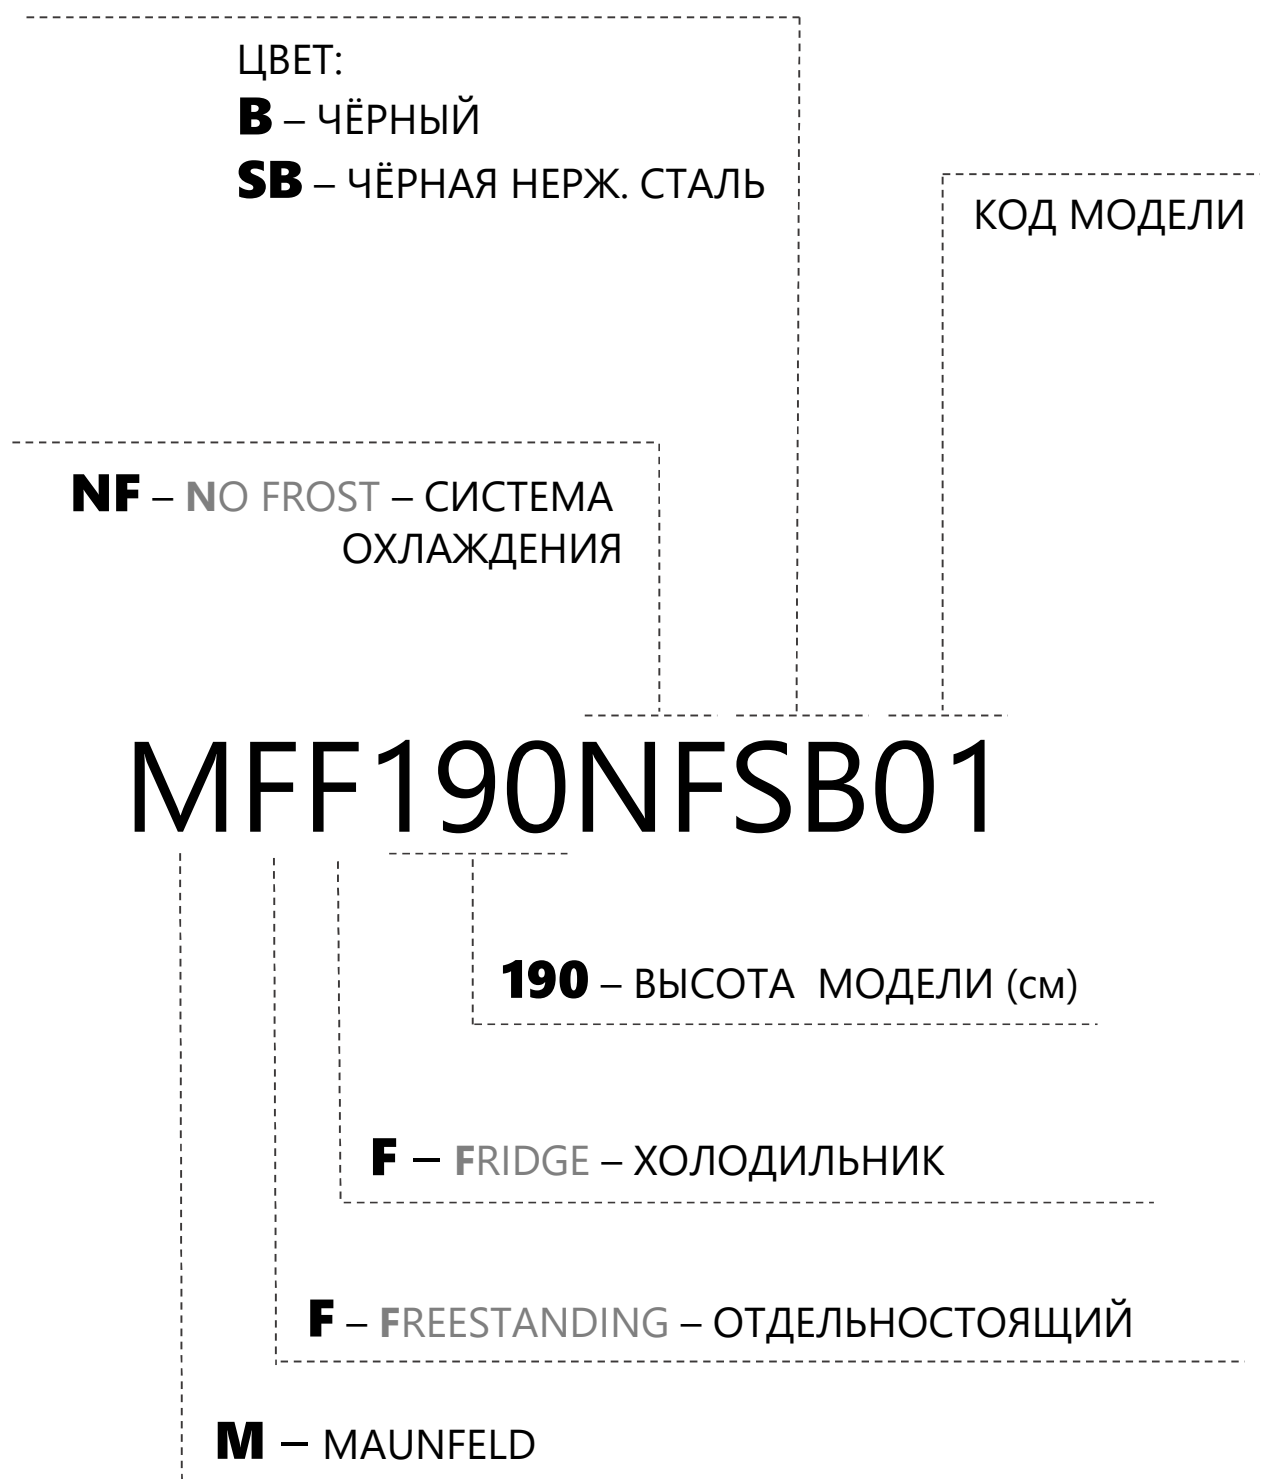 ЦВЕТ:
B – ЧЁРНЫЙ
SB – ЧЁРНАЯ НЕРЖ. СТАЛЬ
КОД МОДЕЛИ
NF – NO FROST – СИСТЕМА
ОХЛАЖДЕНИЯ
MFF190NFSB01
190 – ВЫСОТА МОДЕЛИ (см)
F – FRIDGE – ХОЛОДИЛЬНИК
F – FREESTANDING – ОТДЕЛЬНОСТОЯЩИЙ
M – MAUNFELD